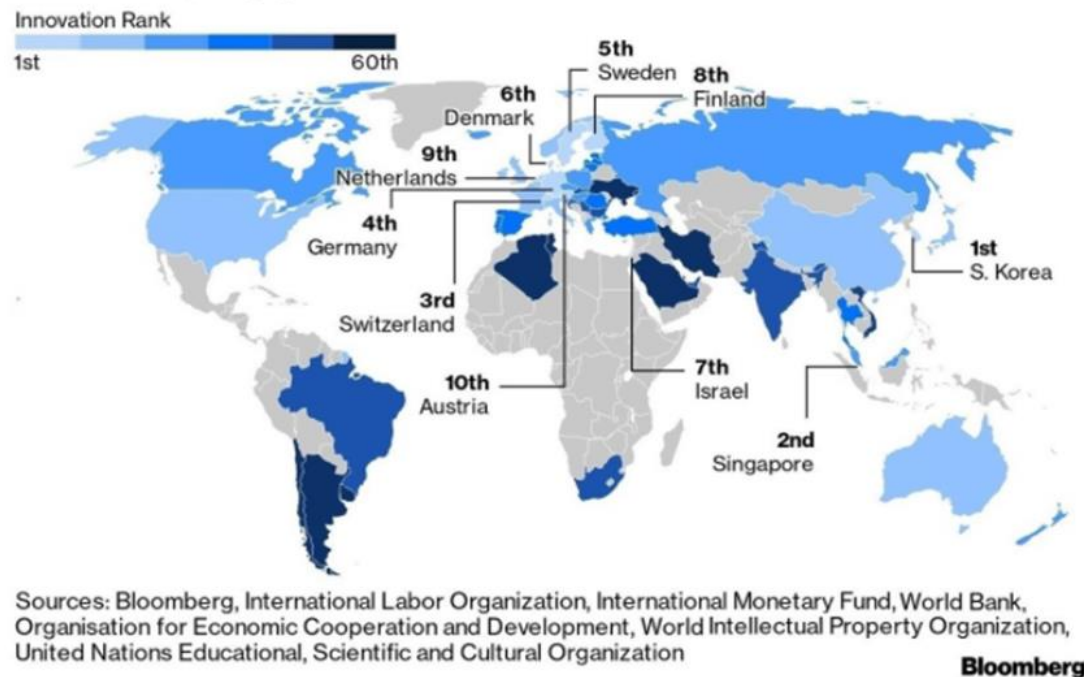 Innovation Rank
1st
60th
5th
Sweden
8th
Finland
6th
Denmark
9th
Netherlands
4th
Germany
1st
S. Korea
3rd
Switzerland
7th
Israel
10th
Austria
2nd
Singapore
Sources: Bloomberg, International Labor Organization, International Monetary Fund, World Bank,
Organisation for Economic Cooperation and Development, World Intellectual Property Organization,
United Nations Educational, Scientific and Cultural Organization
Bloomberg